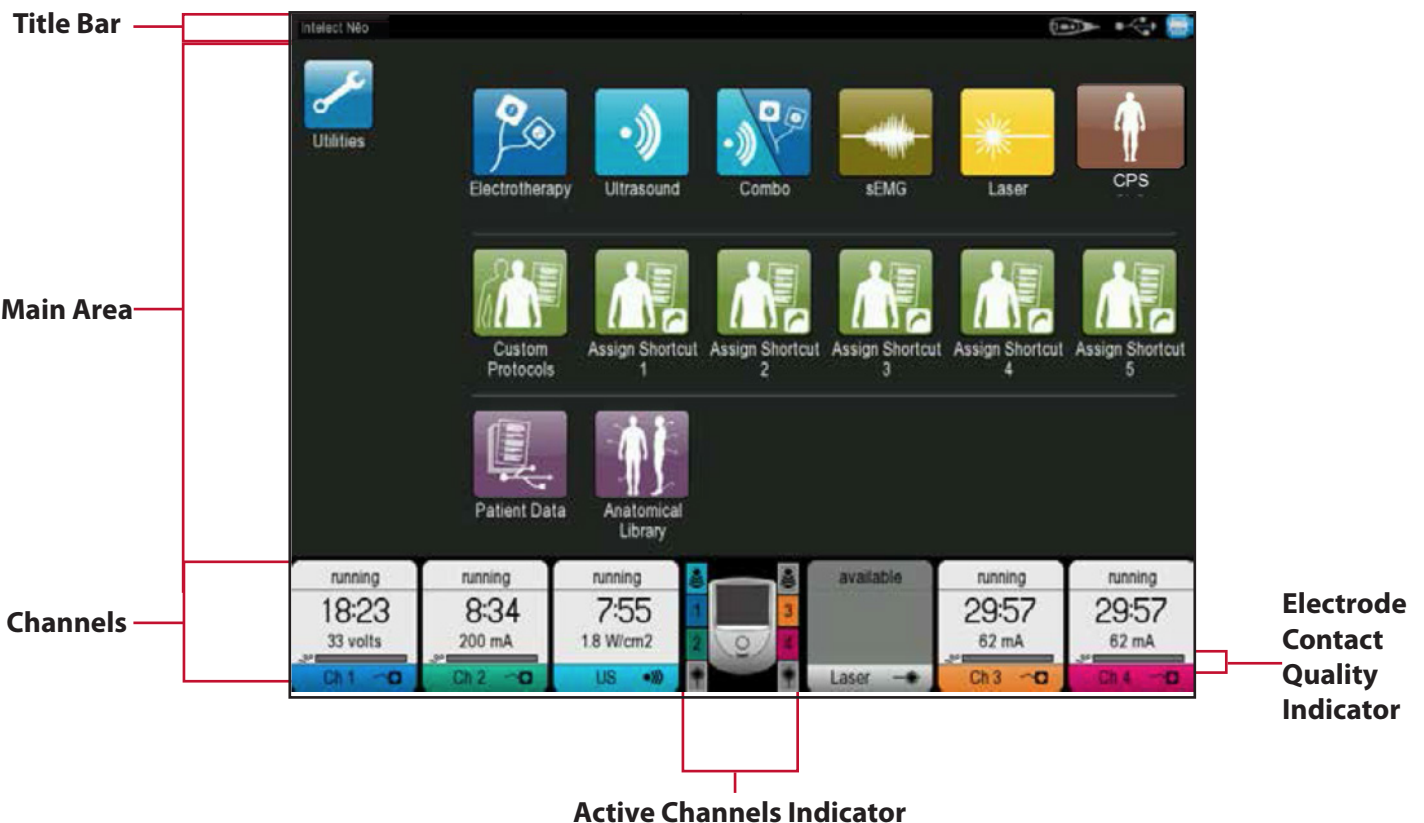 Title Bar
Intelect Nēo
Utilities
Electrotherapy
Ultrasound
Combo
sEMG
Laser
CPS
Main Area
Custom
Protocols
Assign Shortcut
1
Assign Shortcut
2
Assign Shortcut
3
Assign Shortcut
4
Assign Shortcut
5
Patient Data
Anatomical
Library
Channels
running
18:23
33 volts
Ch 1
running
8:34
200 mA
Ch 2
running
7:55
1.8 W/cm2
US
1
2
3
4
available
Laser
running
29:57
62 mA
Ch 3
running
29:57
62 mA
Ch 4
Electrode
Contact
Quality
Indicator
Active Channels Indicator